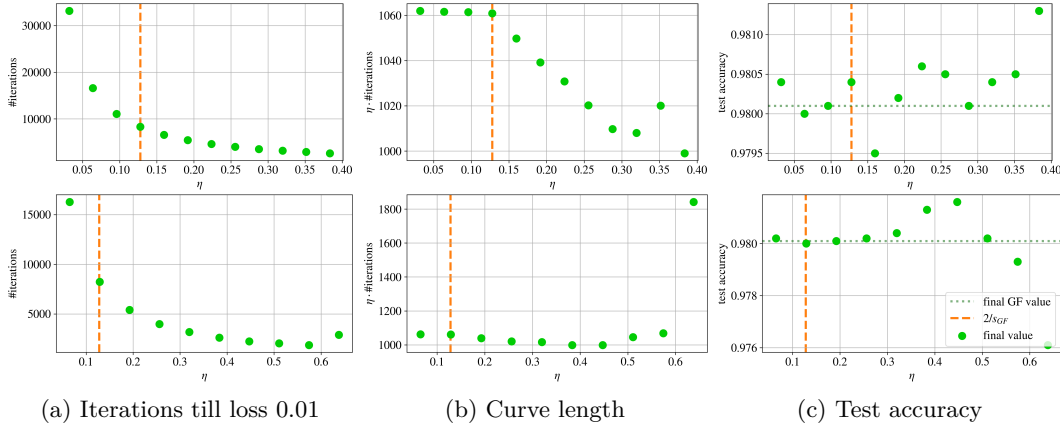 30000
20000
10000
#iterations
0.05 0.10 0.15 0.20 0.25 0.30 0.35 0.40
η
1060
1040
1020
1000
η · #iterations
0.05 0.10 0.15 0.20 0.25 0.30 0.35 0.40
η
0.9810
0.9805
0.9800
0.9795
test accuracy
0.05 0.10 0.15 0.20 0.25 0.30 0.35 0.40
η
15000
10000
5000
#iterations
0.1 0.2 0.3 0.4 0.5 0.6
η
1800
1600
1400
1200
1000
η · #iterations
0.1 0.2 0.3 0.4 0.5 0.6
η
0.980
0.978
0.976
test accuracy
0.1 0.2 0.3 0.4 0.5 0.6
η
final GF value
2/s_GF
final value
(a) Iterations till loss 0.01
(b) Curve length
(c) Test accuracy